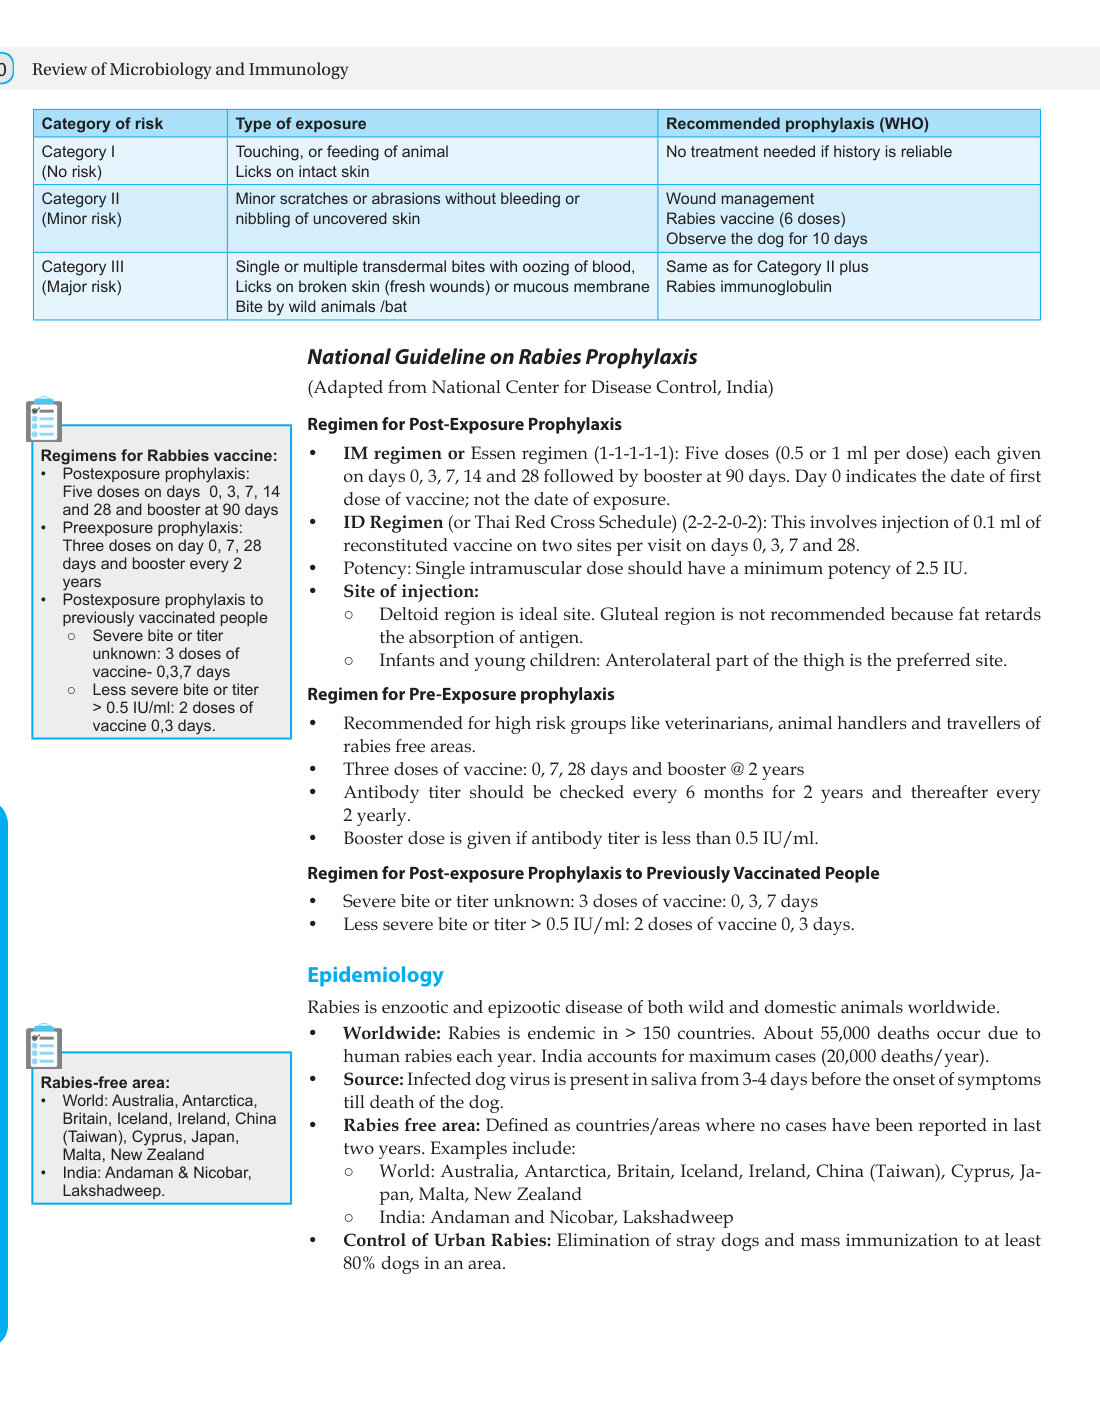 0 Review of Microbiology and Immunology
Category of risk Type of exposure Recommended prophylaxis (WHO)
Category I Touching, or feeding of animal No treatment needed if history is reliable
(No risk) Licks on intact skin
Category II Minor scratches or abrasions without bleeding or Wound management
(Minor risk) nibbling of uncovered skin Rabies vaccine (6 doses)
Observe the dog for 10 days
Category III Single or multiple transdermal bites with oozing of blood, Same as for Category II plus
(Major risk) Licks on broken skin (fresh wounds) or mucous membrane Rabies immunoglobulin
Bite by wild animals /bat
National Guideline on Rabies Prophylaxis
(Adapted from National Center for Disease Control, India)
Regimen for Post-Exposure Prophylaxis
• IM regimen or Essen regimen (1-1-1-1-1): Five doses (0.5 or 1 ml per dose) each given
on days 0, 3, 7, 14 and 28 followed by booster at 90 days. Day 0 indicates the date of first
dose of vaccine; not the date of exposure.
• ID Regimen (or Thai Red Cross Schedule) (2-2-2-0-2): This involves injection of 0.1 ml of
reconstituted vaccine on two sites per visit on days 0, 3, 7 and 28.
• Potency: Single intramuscular dose should have a minimum potency of 2.5 IU.
• Site of injection:
○ Deltoid region is ideal site. Gluteal region is not recommended because fat retards
the absorption of antigen.
○ Infants and young children: Anterolateral part of the thigh is the preferred site.
Regimen for Pre-Exposure prophylaxis
• Recommended for high risk groups like veterinarians, animal handlers and travellers of
rabies free areas.
• Three doses of vaccine: 0, 7, 28 days and booster @ 2 years
• Antibody titer should be checked every 6 months for 2 years and thereafter every
2 yearly.
• Booster dose is given if antibody titer is less than 0.5 IU/ml.
Regimen for Post-exposure Prophylaxis to Previously Vaccinated People
• Severe bite or titer unknown: 3 doses of vaccine: 0, 3, 7 days
• Less severe bite or titer > 0.5 IU/ml: 2 doses of vaccine 0, 3 days.
Regimens for Rabbies vaccine:
• Postexposure prophylaxis:
Five doses on days 0, 3, 7, 14
and 28 and booster at 90 days
• Preexposure prophylaxis:
Three doses on day 0, 7, 28
days and booster every 2
years
• Postexposure prophylaxis to
previously vaccinated people
○ Severe bite or titer
unknown: 3 doses of
vaccine- 0,3,7 days
○ Less severe bite or titer
> 0.5 IU/ml: 2 doses of
vaccine 0,3 days.
Epidemiology
Rabies is enzootic and epizootic disease of both wild and domestic animals worldwide.
• Worldwide: Rabies is endemic in > 150 countries. About 55,000 deaths occur due to
human rabies each year. India accounts for maxinum cases (20,000 deaths/year).
• Source: Infected dog virus is present in saliva from 3-4 days before the onset of symptoms
till death of the dog.
• Rabies free area: Defined as countries/areas where no cases have been reported in last
two years. Examples include:
○ World: Australia, Antarctica, Britain, Iceland, Ireland, China (Taiwan), Cyprus, Ja-
pan, Malta, New Zealand
○ India: Andaman and Nicobar, Lakshadweep
• Control of Urban Rabies: Elimination of stray dogs and mass immunization to at least
80% dogs in an area.
Rabies-free area:
• World: Australia, Antarctica,
Britain, Iceland, Ireland, China
(Taiwan), Cyprus, Japan,
Malta, New Zealand
• India: Andaman & Nicobar,
Lakshadweep.